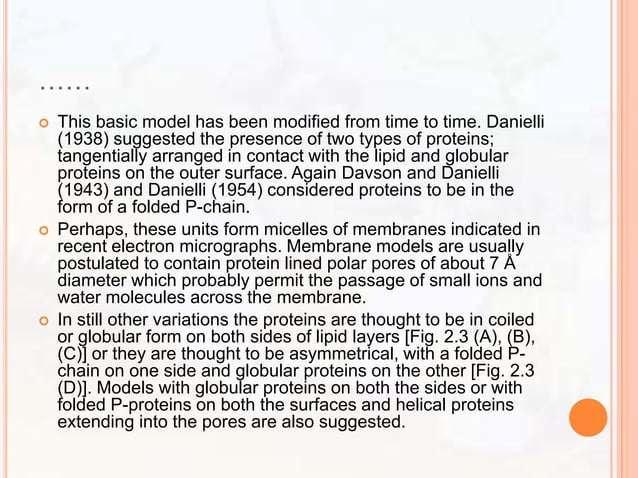 ......
This basic model has been modified from time to time. Danielli
(1938) suggested the presence of two types of proteins;
tangentially arranged in contact with the lipid and globular
proteins on the outer surface. Again Davson and Danielli
(1943) and Danielli (1954) considered proteins to be in the
form of a folded P-chain.
Perhaps, these units form micelles of membranes indicated in
recent electron micrographs. Membrane models are usually
postulated to contain protein lined polar pores of about 7 Å
diameter which probably permit the passage of small ions and
water molecules across the membrane.
In still other variations the proteins are thought to be in coiled
or globular form on both sides of lipid layers [Fig. 2.3 (A), (B),
(C)] or they are thought to be asymmetrical, with a folded P-
chain on one side and globular proteins on the other [Fig. 2.3
(D)]. Models with globular proteins on both the sides or with
folded P-proteins on both the surfaces and helical proteins
extending into the pores are also suggested.